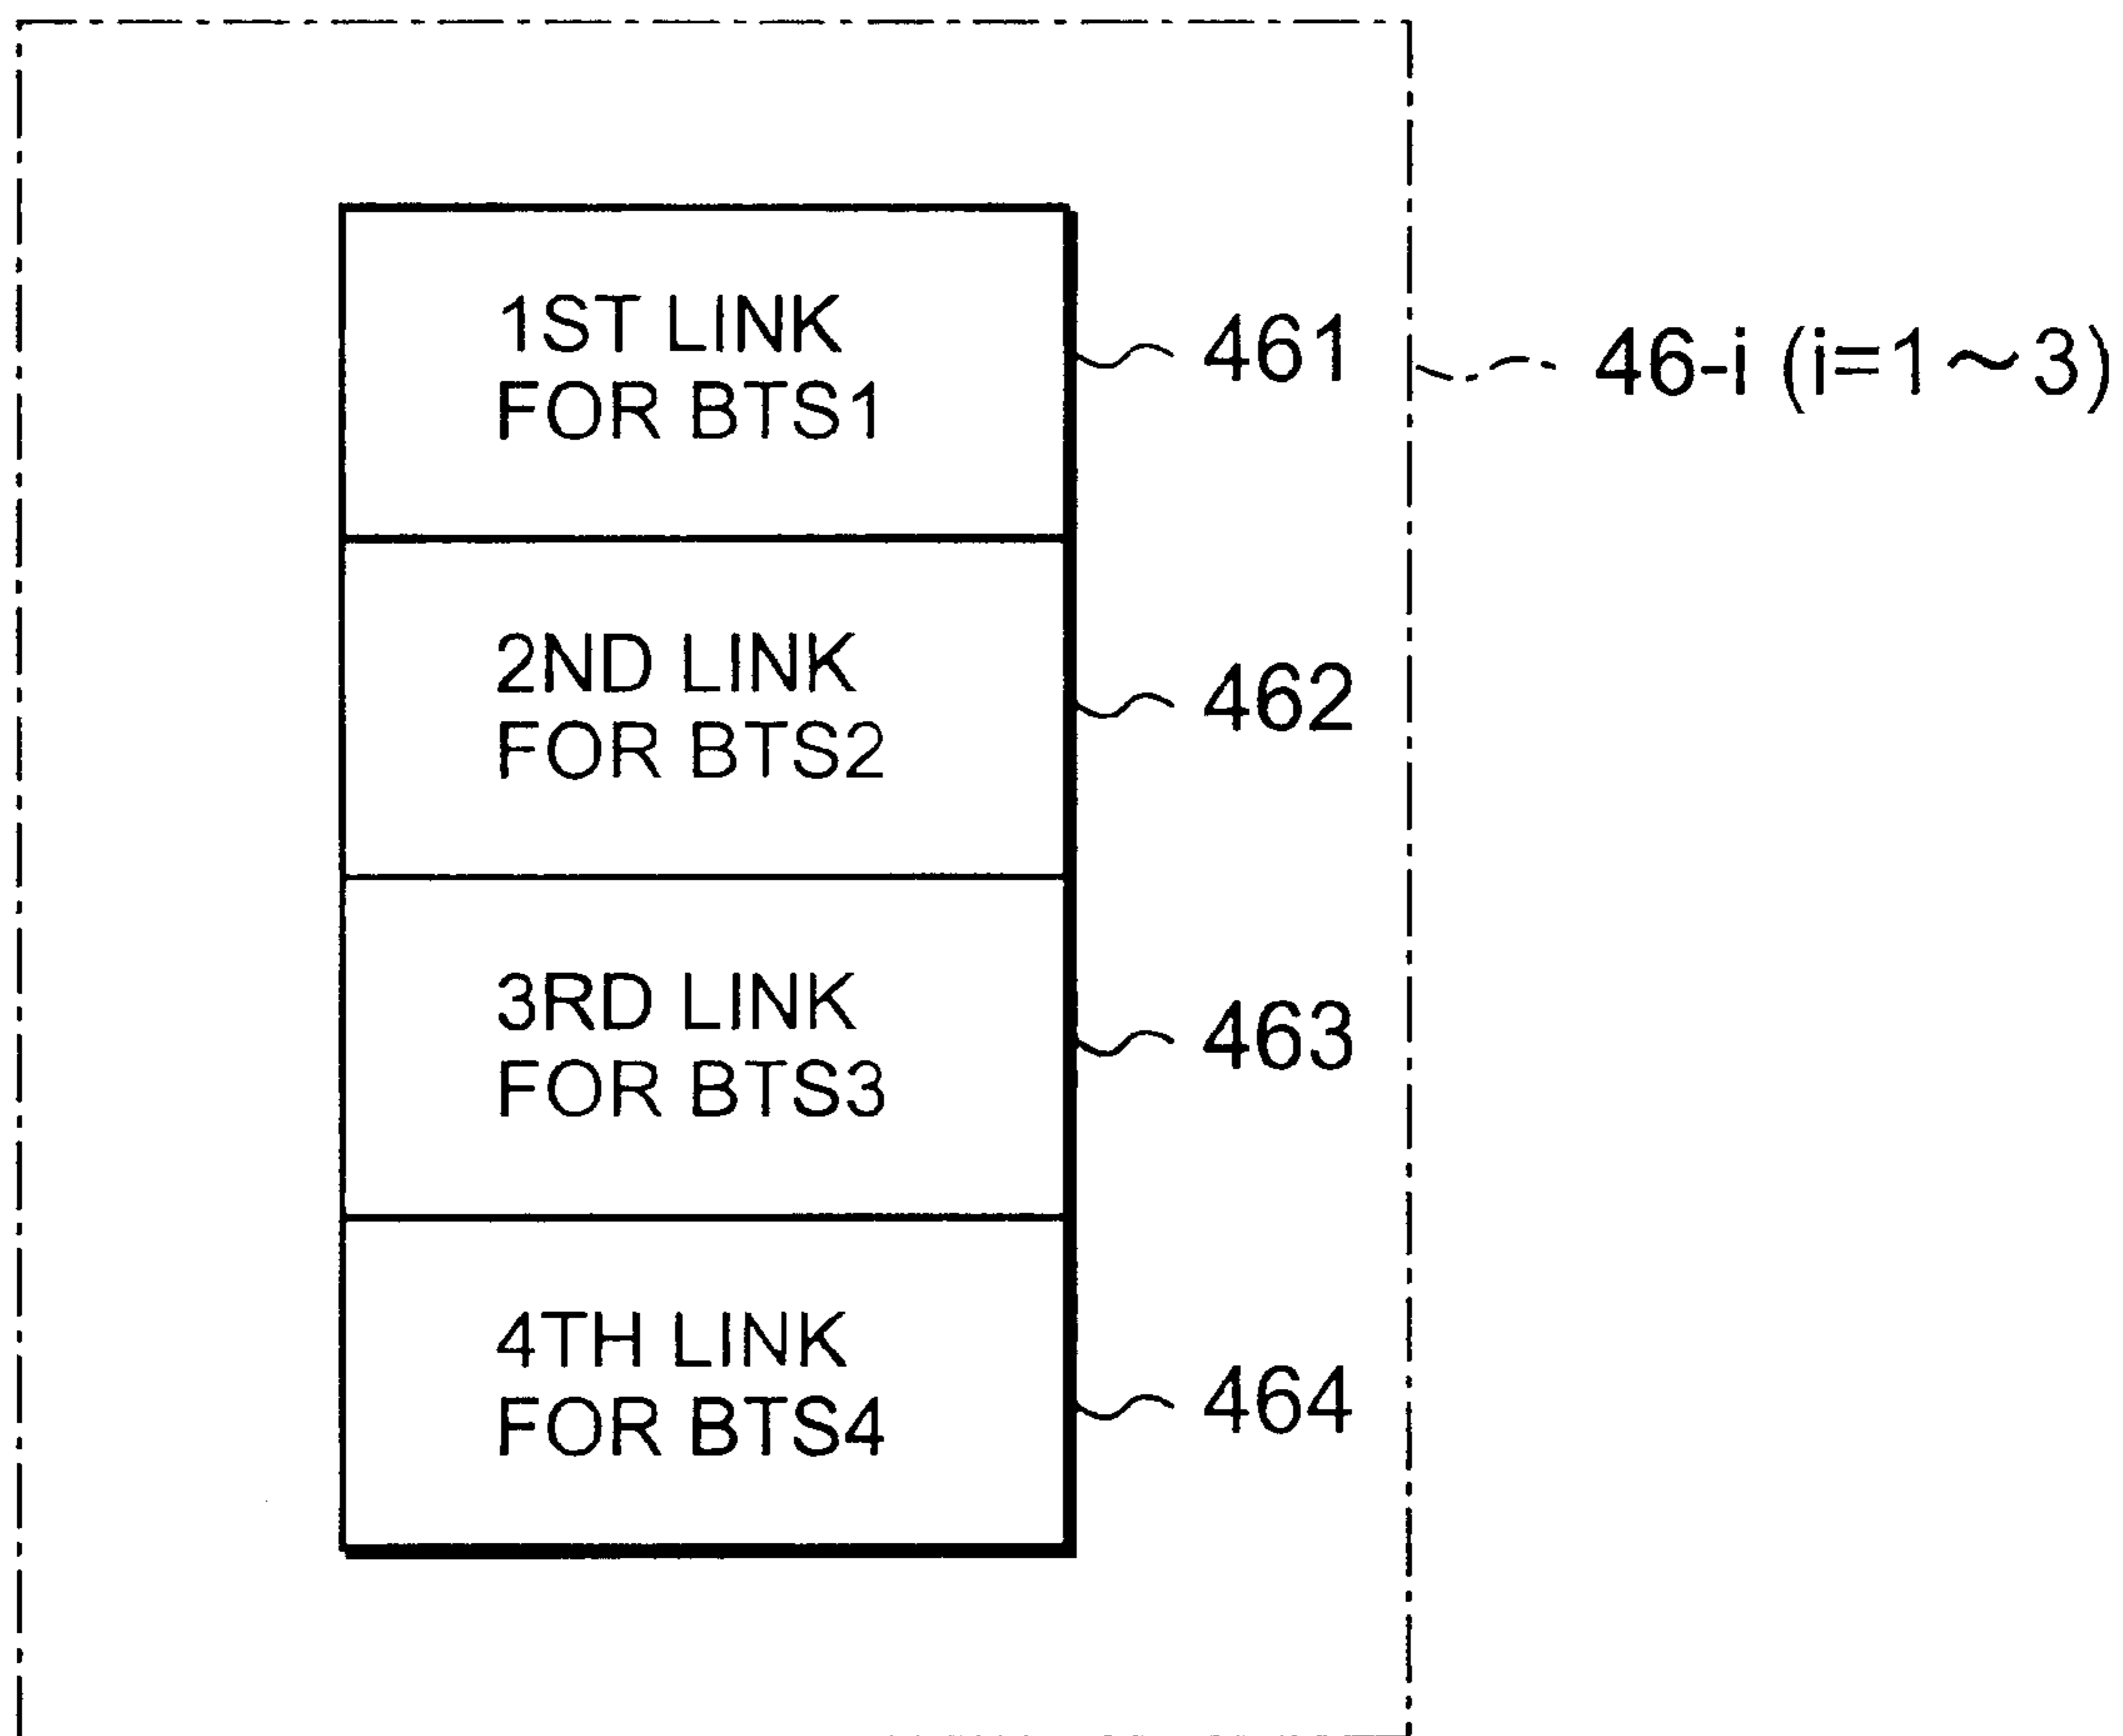 1ST LINK
FOR BTS1
461
46-i (i=1～3)
2ND LINK
FOR BTS2
462
3RD LINK
FOR BTS3
463
4TH LINK
FOR BTS4
464